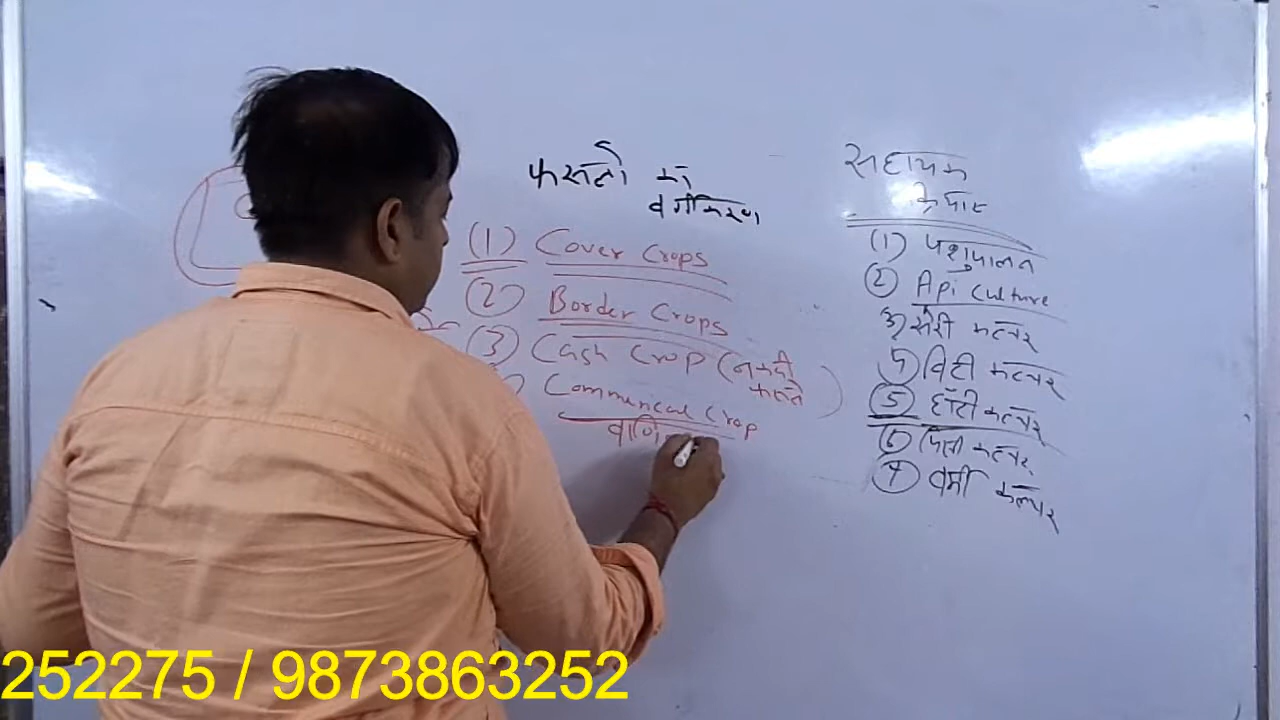 फसलों का
वर्गीकरण
(1) Cover Crops
(2) Border Crops
(3) Cash Crop (नकदी
फसलें)
Commerical Crop
वाणि
सहायक
(1) पशुपालन
(2) Api culture
(3) सेरी कल्चर
विटी कल्चर
(5) हॉर्टी कल्चर
(6) पिसी कल्चर
(7) वर्मी कल्चर
252275 / 9873863252